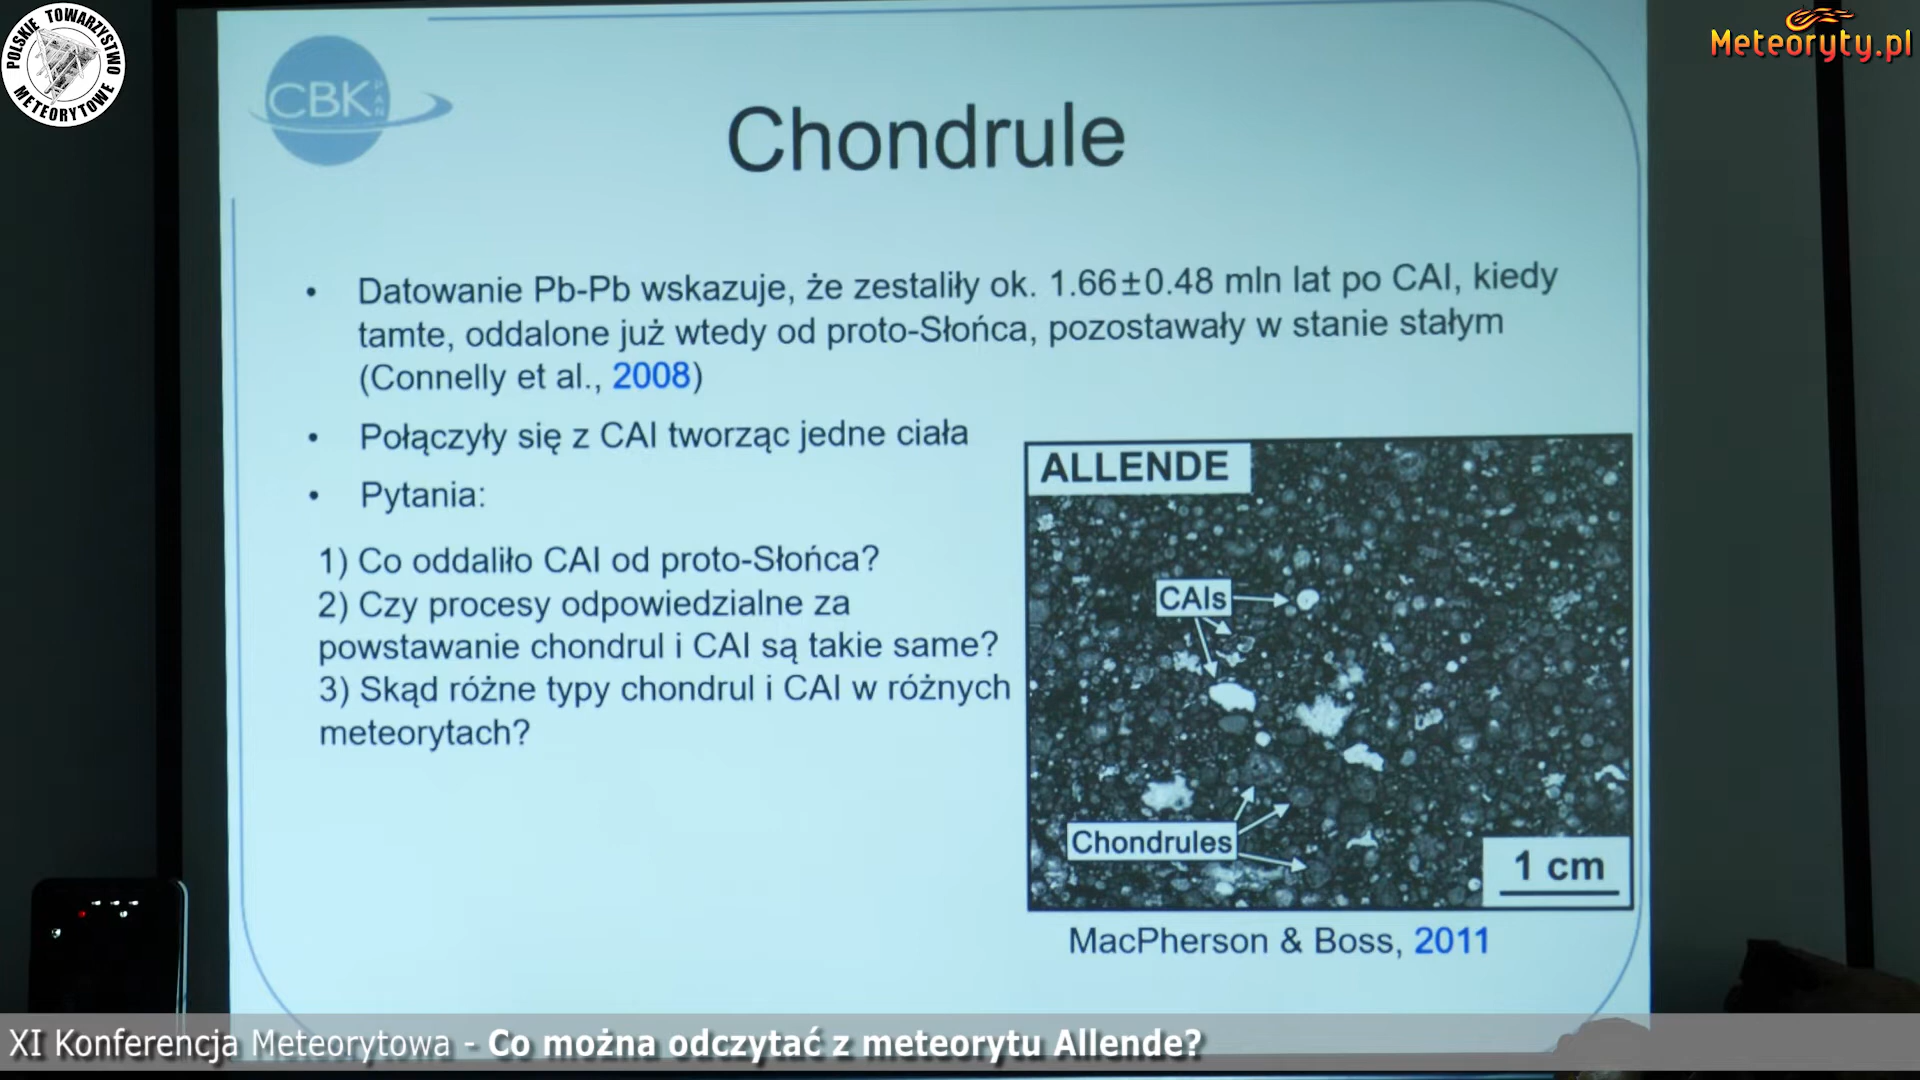 POLSKIE TOWARZYSTWO
METEORYTOWE
Meteoryty.pl
CBK
PAN
Chondrule
• Datowanie Pb-Pb wskazuje, że zestaliły ok. 1.66±0.48 mln lat po CAI, kiedy
tamte, oddalone już wtedy od proto-Słońca, pozostawały w stanie stałym
(Connelly et al., 2008)
• Połączyły się z CAI tworząc jedne ciała
• Pytania:
1) Co oddaliło CAI od proto-Słońca?
2) Czy procesy odpowiedzialne za
powstawanie chondrul i CAI są takie same?
3) Skąd różne typy chondrul i CAI w różnych
meteorytach?
ALLENDE
CAIs
Chondrules
1 cm
MacPherson & Boss, 2011
XI Konferencja Meteorytowa - Co można odczytać z meteorytu Allende?